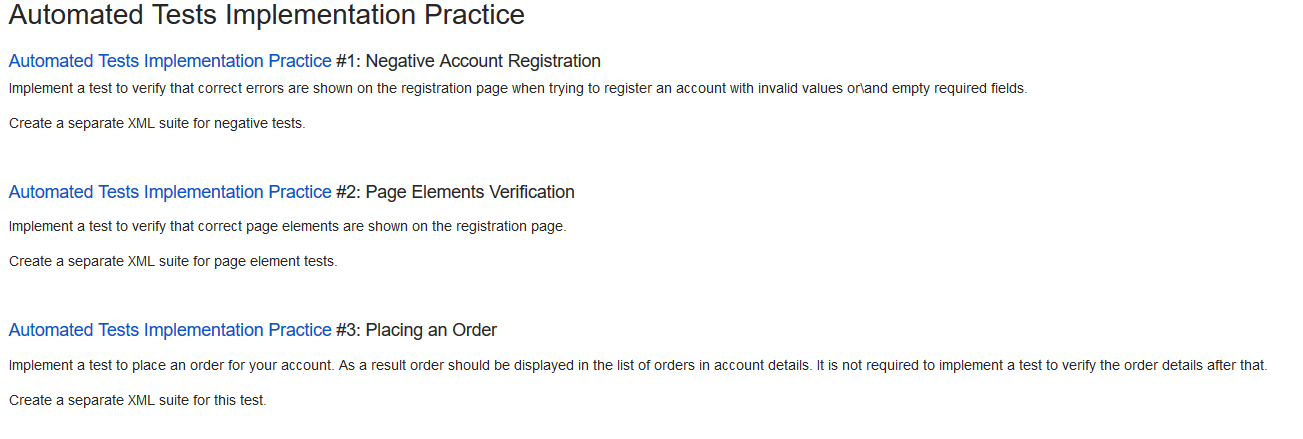 Automated Tests Implementation Practice
Automated Tests Implementation Practice #1: Negative Account Registration
Implement a test to verify that correct errors are shown on the registration page when trying to register an account with invalid values or\and empty required fields.
Create a separate XML suite for negative tests.
Automated Tests Implementation Practice #2: Page Elements Verification
Implement a test to verify that correct page elements are shown on the registration page.
Create a separate XML suite for page element tests.
Automated Tests Implementation Practice #3: Placing an Order
Implement a test to place an order for your account. As a result order should be displayed in the list of orders in account details. It is not required to implement a test to verify the order details after that.
Create a separate XML suite for this test.